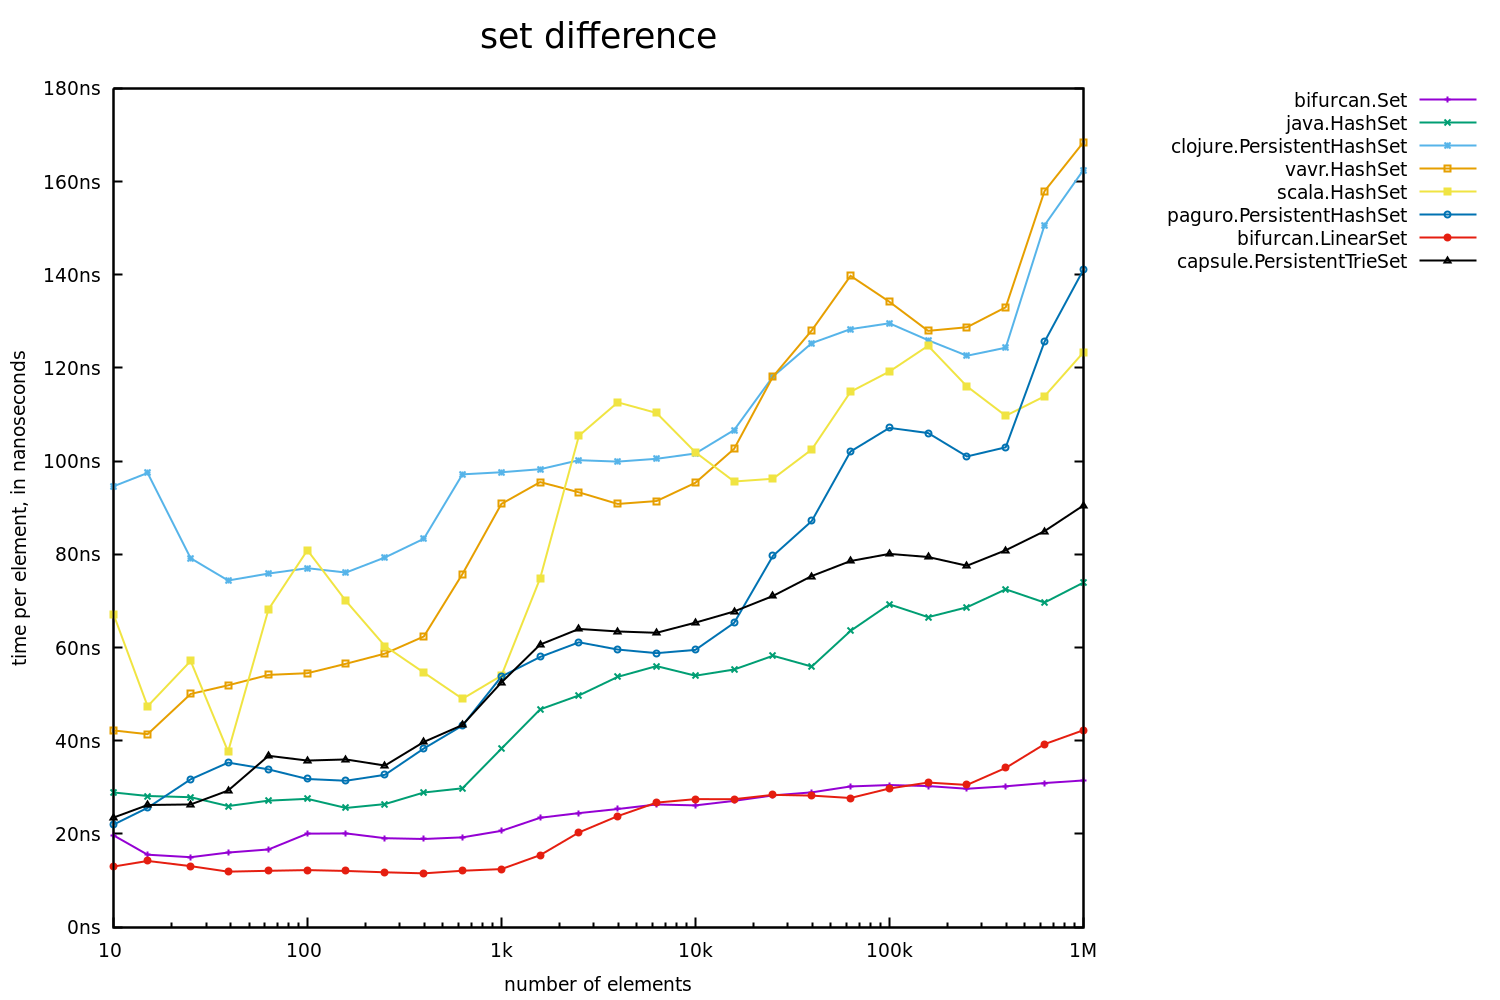 set difference
180ns
160ns
140ns
120ns
100ns
80ns
60ns
40ns
20ns
0ns
time per element, in nanoseconds
10 100 1k 10k 100k 1M
number of elements
bifurcan.Set
java.HashSet
clojure.PersistentHashSet
vavr.HashSet
scala.HashSet
paguro.PersistentHashSet
bifurcan.LinearSet
capsule.PersistentTrieSet